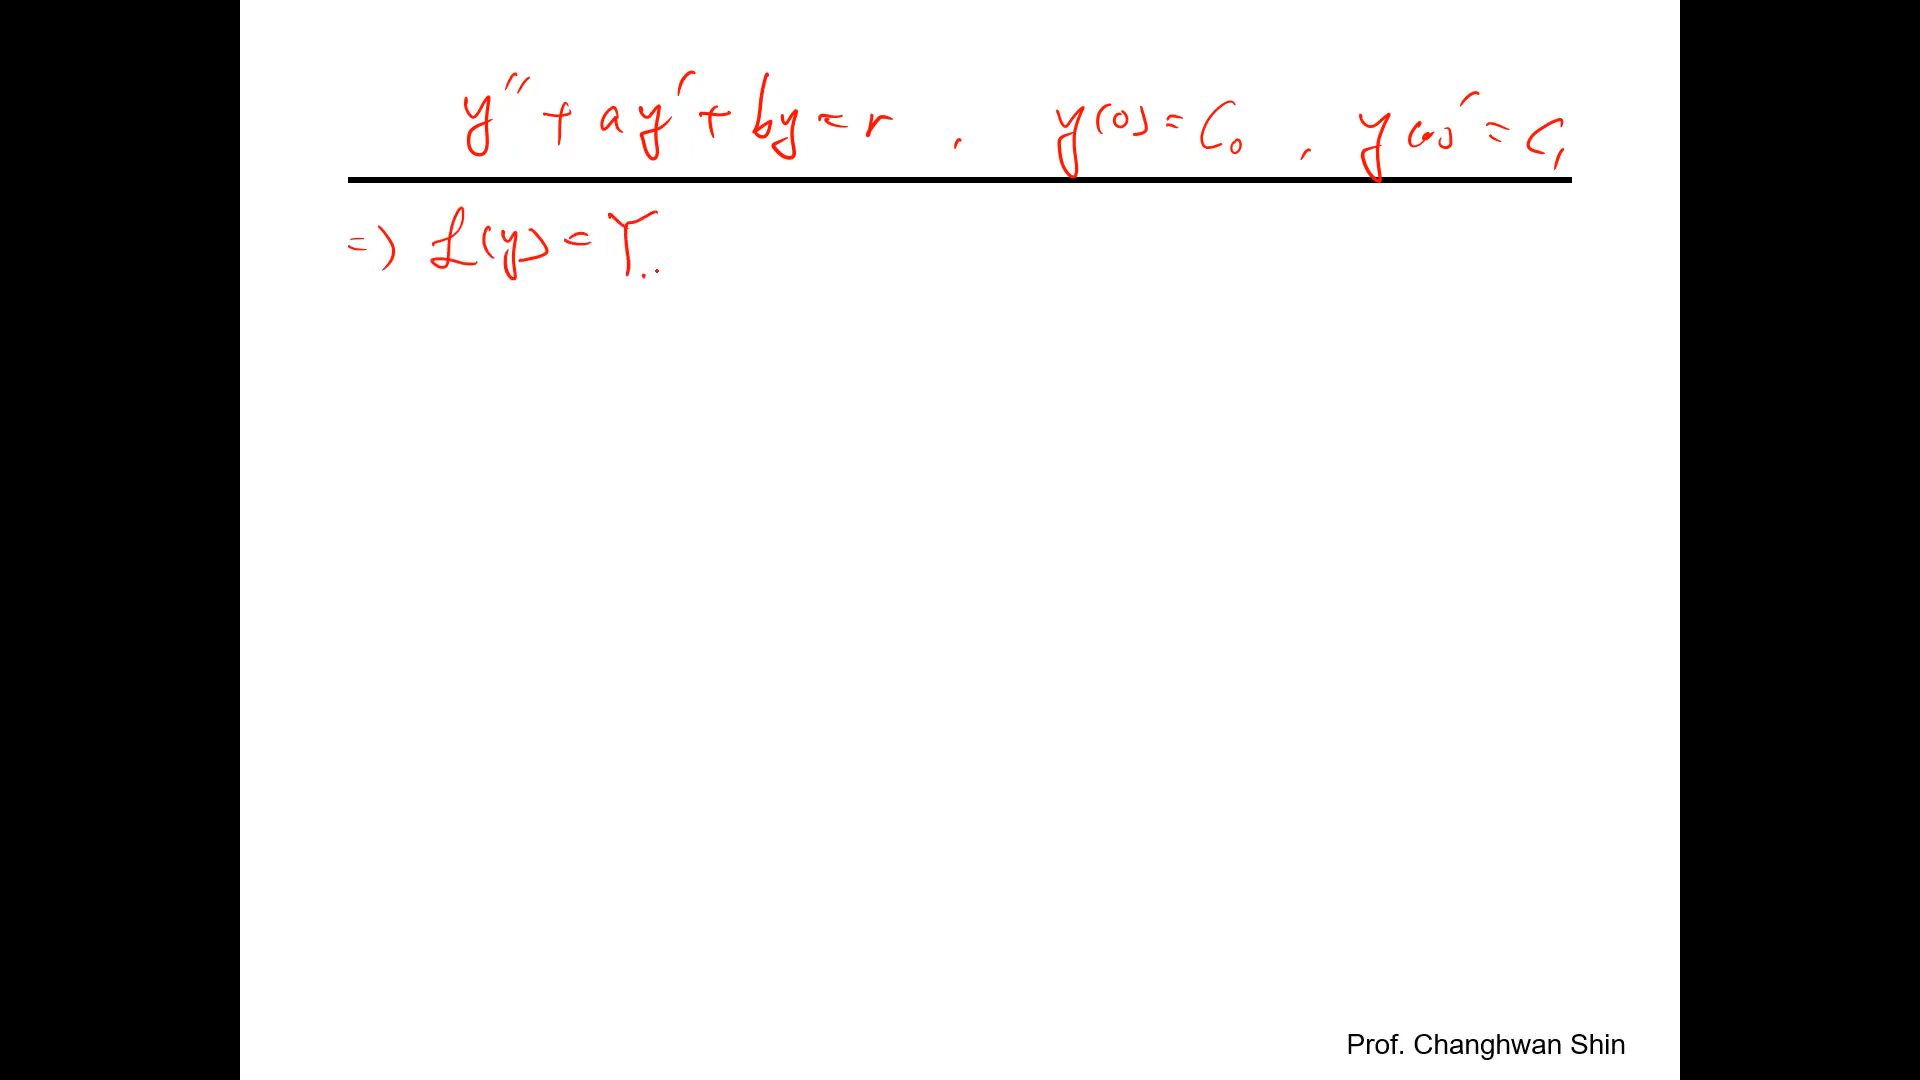 y'' + ay' + by = r , y(0) = C₀ , y(0)' = C₁
=> ℒ(y) = Y..
Prof. Changhwan Shin